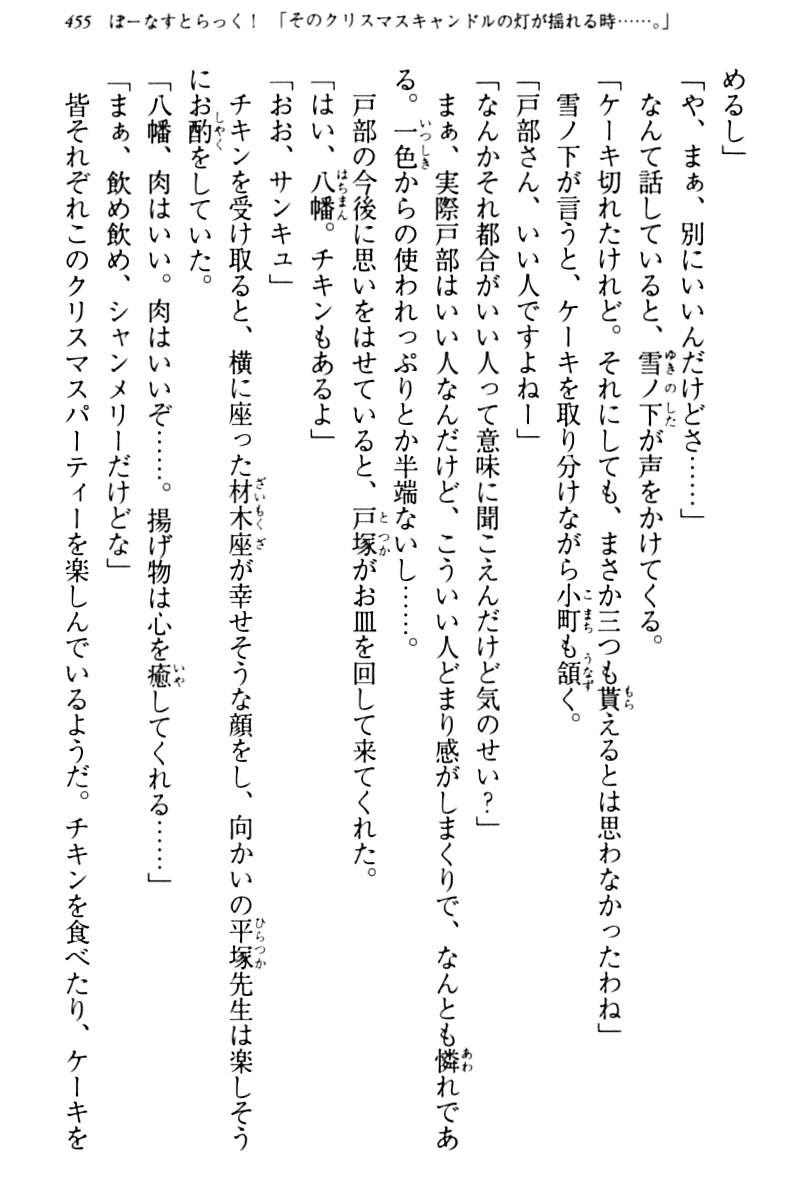 455　ぼーなすとらっく！　「そのクリスマスキャンドルの灯が揺れる時……。」
めるし」
「や、まぁ、別にいいんだけどさ……」
なんて話していると、雪ノ下が声をかけてくる。
「ケーキ切れたけれど。それにしても、まさか三つも貰えるとは思わなかったわね」
雪ノ下が言うと、ケーキを取り分けながら小町も頷く。
「戸部さん、いい人ですよねー」
「なんかそれ都合がいい人って意味に聞こえんだけど気のせい？」
まぁ、実際戸部はいい人なんだけど、こういい人どまり感がしまくりで、なんとも憐れであ
る。一色からの使われっぷりとか半端ないし……。
戸部の今後に思いをはせていると、戸塚がお皿を回して来てくれた。
「はい、八幡。チキンもあるよ」
「おお、サンキュ」
チキンを受け取ると、横に座った材木座が幸せそうな顔をし、向かいの平塚先生は楽しそう
にお酌をしていた。
「八幡、肉はいい。肉はいいぞ……。揚げ物は心を癒してくれる……」
「まぁ、飲め飲め、シャンメリーだけどな」
皆それぞれこのクリスマスパーティーを楽しんでいるようだ。チキンを食べたり、ケーキを